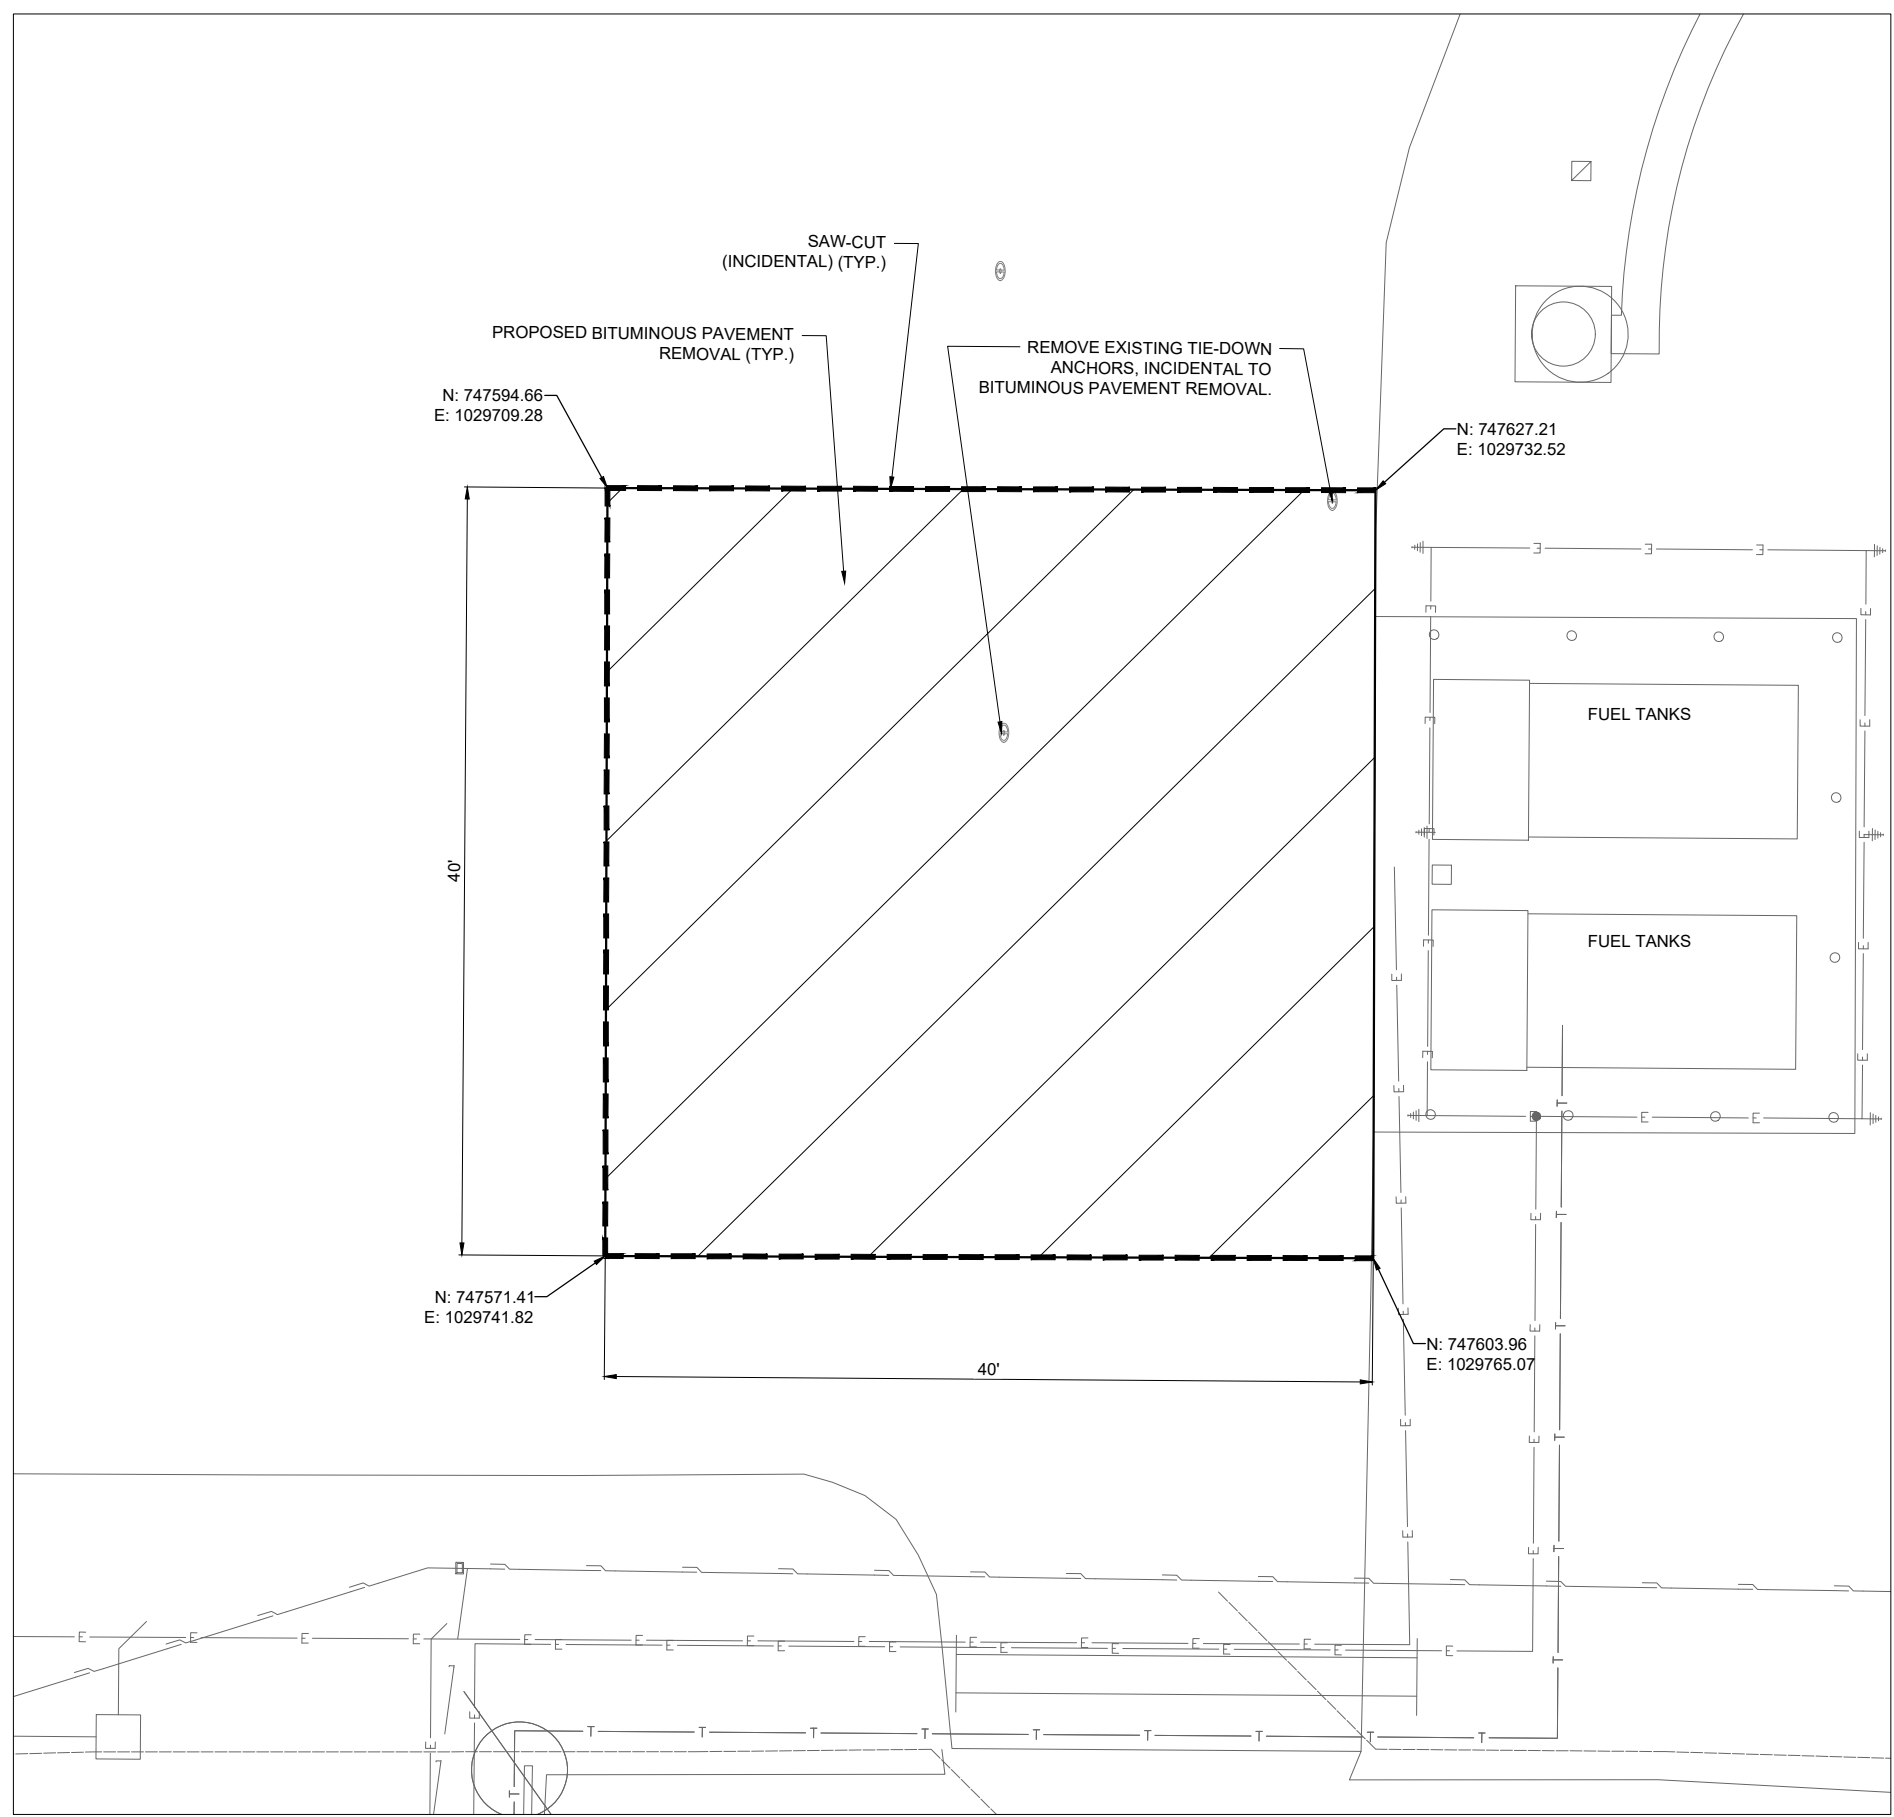 SAW-CUT
(INCIDENTAL) (TYP.)
PROPOSED BITUMINOUS PAVEMENT
REMOVAL (TYP.)
REMOVE EXISTING TIE-DOWN
ANCHORS, INCIDENTAL TO
BITUMINOUS PAVEMENT REMOVAL.
N: 747594.66
E: 1029709.28
N: 747627.21
E: 1029732.52
E E E
E E
FUEL TANKS
E E
40'
E E
FUEL TANKS
E E
E
E E
E
T
E E E
E
E T
N: 747571.41
E: 1029741.82
E
E T
N: 747603.96
E: 1029765.07
40'
E
E T
E
E T
E E E E E E E E E E E E
E E E E E E E E E
T
E
E
T T T T T T T T T
T